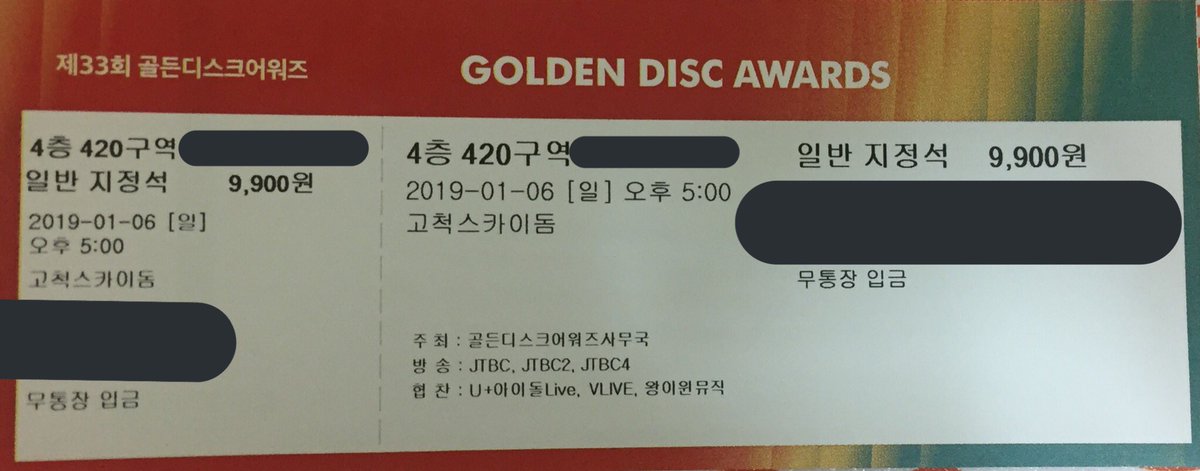 제33회 골든디스크어워즈
GOLDEN DISC AWARDS
4층 420구역
일반 지정석 9,900원
2019-01-06 [일]
오후 5:00
고척스카이돔
무통장 입금
4층 420구역
2019-01-06 [일] 오후 5:00
고척스카이돔
일반 지정석 9,900원
무통장 입금
주 최 : 골든디스크어워즈사무국
방 송 : JTBC, JTBC2, JTBC4
협 찬 : U+아이돌Live, VLIVE, 왕이윈뮤직